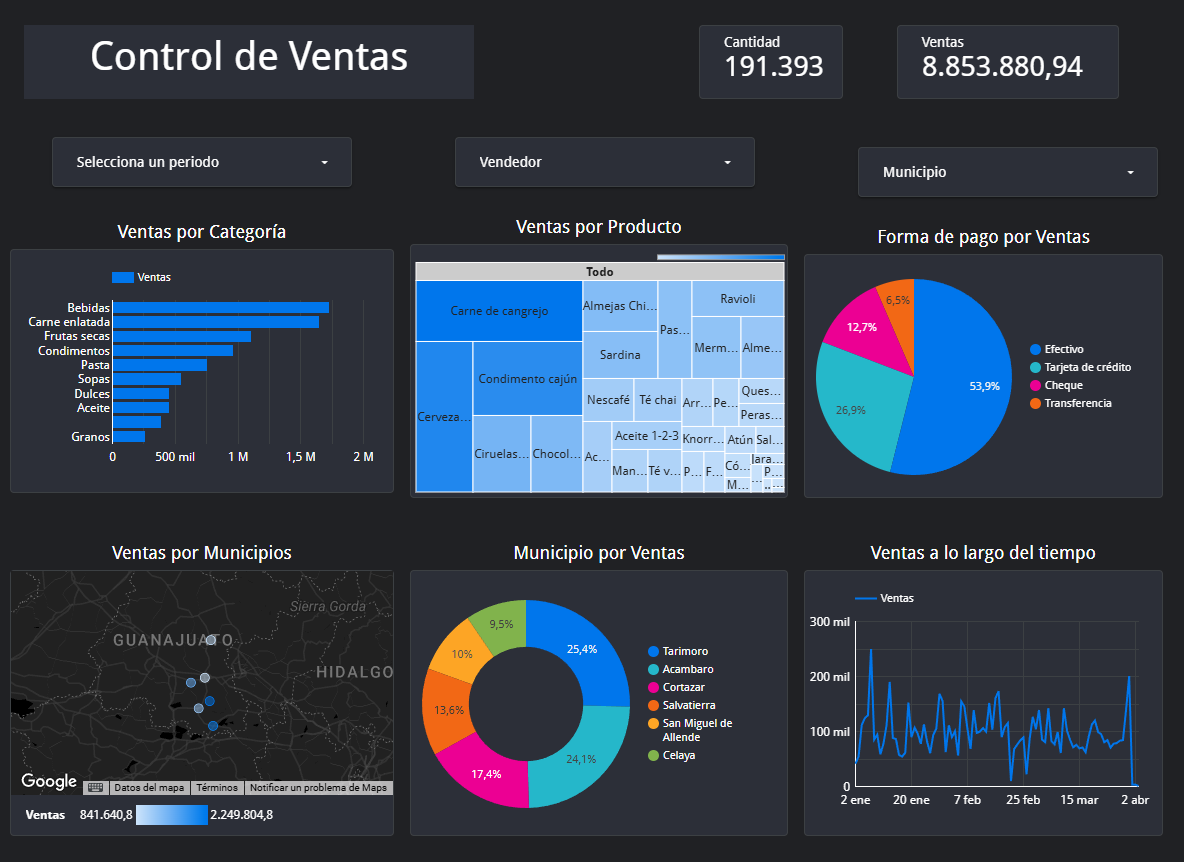 Control de Ventas
Cantidad
191.393
Ventas
8.853.880,94
Selecciona un periodo
Vendedor
Municipio
Ventas por Categoría
Ventas
Bebidas
Carne enlatada
Frutas secas
Condimentos
Pasta
Sopas
Dulces
Aceite
Granos
0
500 mil
1 M
1,5 M
2 M
Ventas por Producto
Todo
Carne de cangrejo
Almejas Chi...
Pas...
Ravioli
Sardina
Merm...
Alme...
Cerveza...
Condimento cajún
Nescafé
Té chai
Arr...
Pe...
Ques...
Peras...
Ciruelas...
Chocol...
Ac...
Aceite 1-2-3
Knorr...
Atún
Sal...
Man...
Té v...
P...
F...
Có...
Jara...
P...
M...
...
...
...
Forma de pago por Ventas
6,5%
12,7%
53,9%
26,9%
Efectivo
Tarjeta de crédito
Cheque
Transferencia
Ventas por Municipios
Sierra Gorda
GUANAJUATO
HIDALGO
Google
Datos del mapa
Términos
Notificar un problema de Maps
Ventas
841.640,8
2.249.804,8
Municipio por Ventas
9,5%
25,4%
10%
13,6%
24,1%
17,4%
Tarimoro
Acambaro
Cortazar
Salvatierra
San Miguel de
Allende
Celaya
Ventas a lo largo del tiempo
Ventas
300 mil
200 mil
100 mil
0
2 ene
20 ene
7 feb
25 feb
15 mar
2 abr